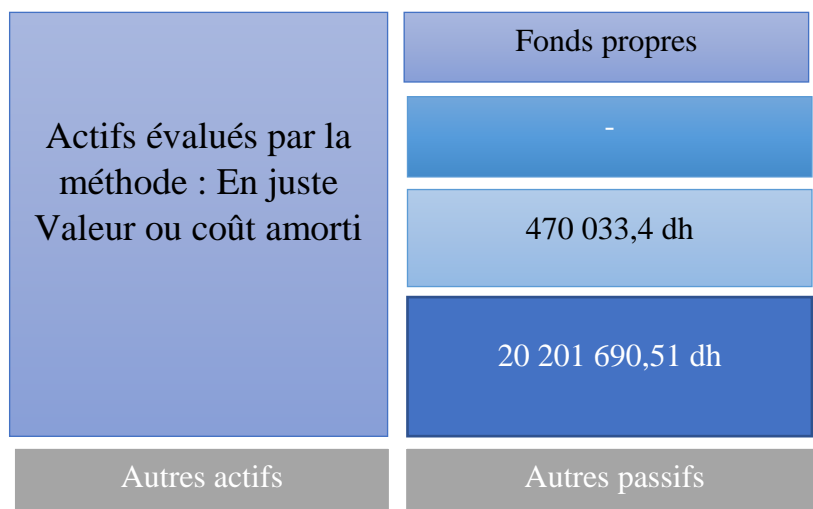 Actifs évalués par la
méthode : En juste
Valeur ou coût amorti
Autres actifs
Fonds propres
-
470 033,4 dh
20 201 690,51 dh
Autres passifs